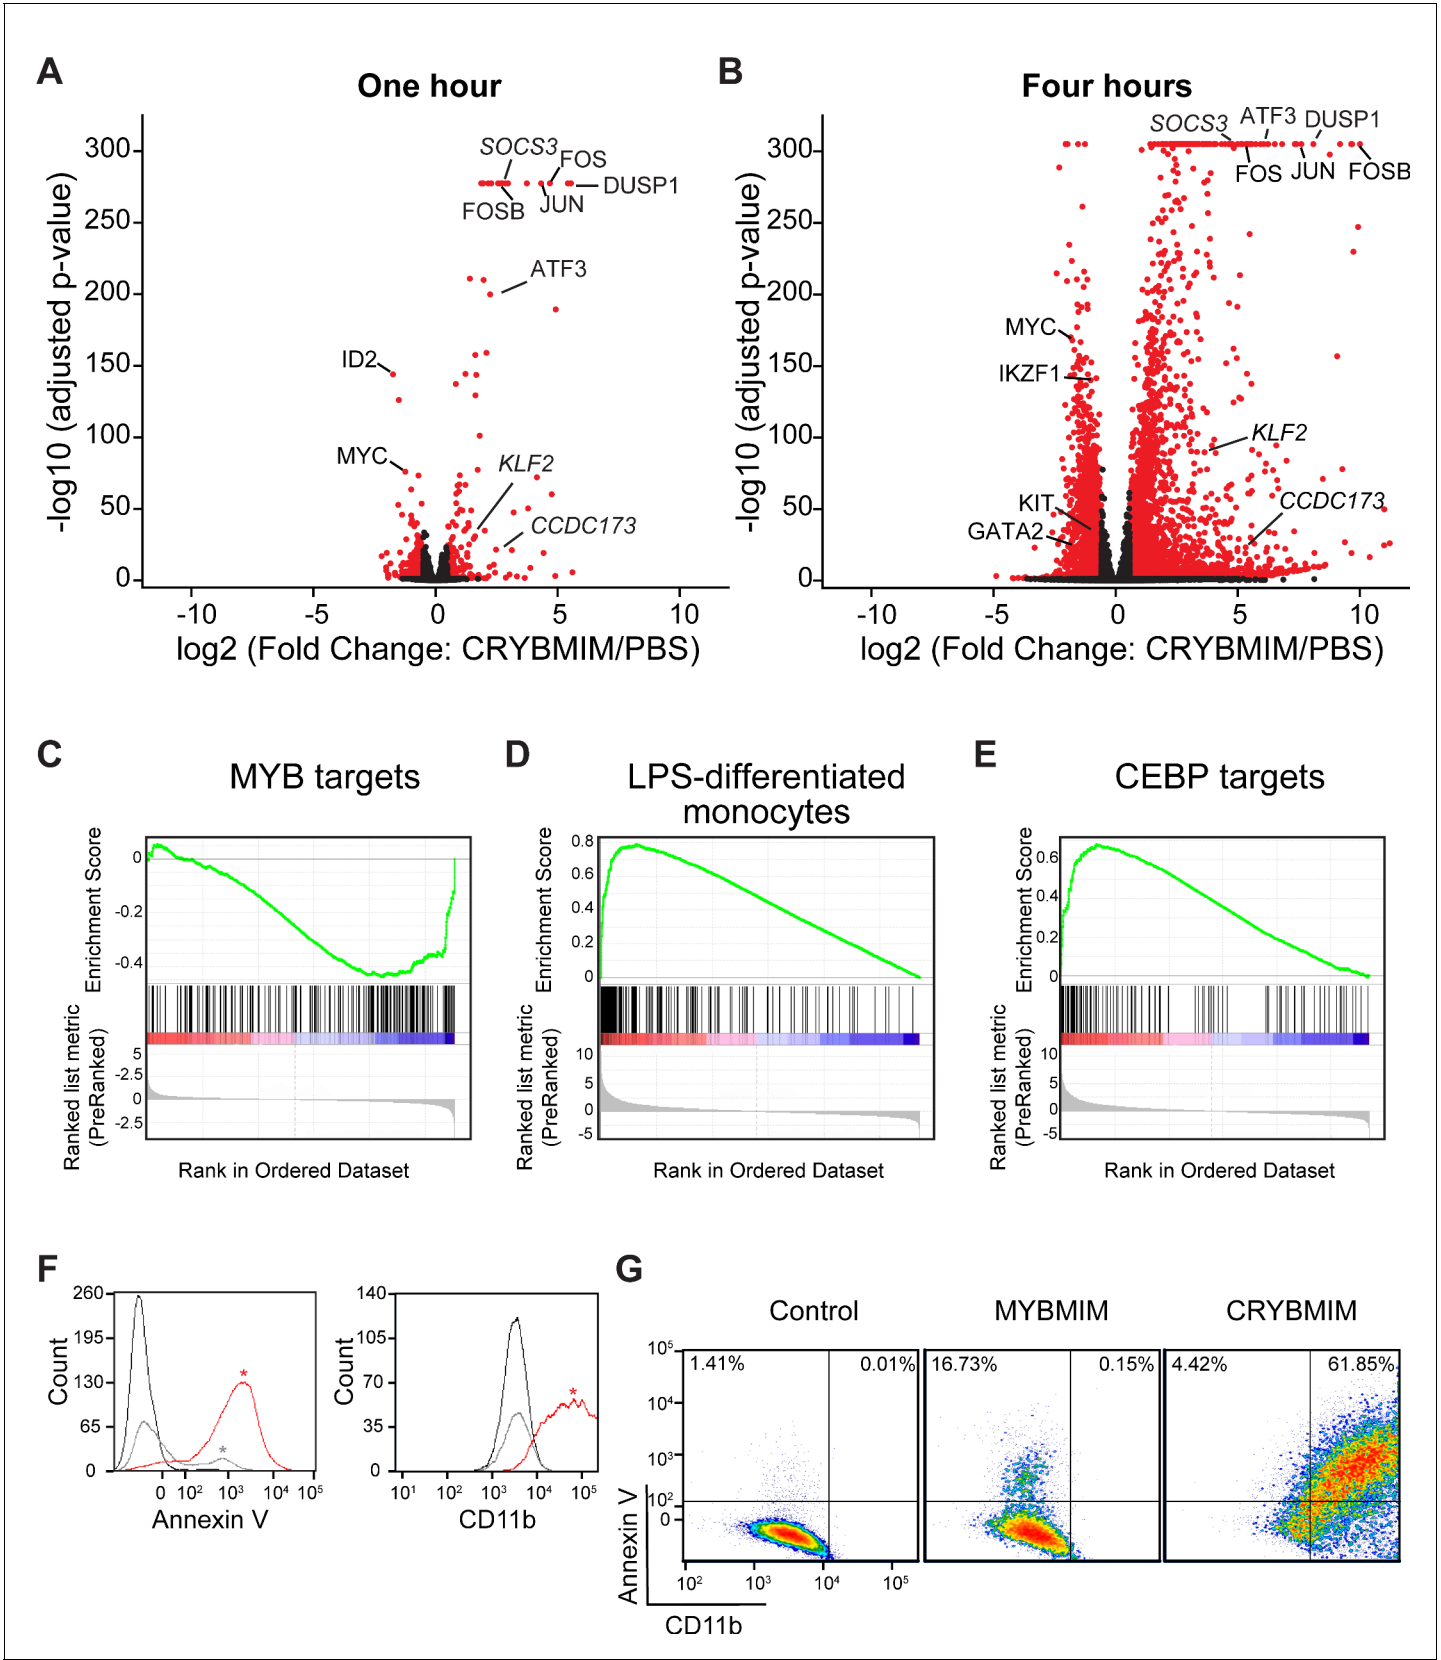 A
One hour
-log10 (adjusted p-value)
300
250
200
150
100
50
0
SOCS3
FOS
DUSP1
FOSB
JUN
ATF3
ID2
MYC
KLF2
CCDC173
-10
-5
0
5
10
log2 (Fold Change: CRYBMIM/PBS)
B
Four hours
-log10 (adjusted p-value)
300
250
200
150
100
50
0
SOCS3
ATF3
DUSP1
FOS
JUN
FOSB
MYC
IKZF1
KLF2
KIT
CCDC173
GATA2
-10
-5
0
5
10
log2 (Fold Change: CRYBMIM/PBS)
C
MYB targets
Enrichment Score
0
-0.2
-0.4
Ranked list metric
(PreRanked)
5
-2.5
0
-2.5
Rank in Ordered Dataset
D
LPS-differentiated
monocytes
Enrichment Score
0.8
0.6
0.4
0.2
0
Ranked list metric
(PreRanked)
10
5
0
-5
Rank in Ordered Dataset
E
CEBP targets
Enrichment Score
0.6
0.4
0.2
0
Ranked list metric
(PreRanked)
10
5
0
-5
Rank in Ordered Dataset
F
Count
260
195
130
65
0
*
*
0 10² 10³ 10⁴ 10⁵
Annexin V
Count
140
105
70
35
0
*
10¹ 10² 10³ 10⁴ 10⁵
CD11b
G
Control
MYBMIM
CRYBMIM
10⁵
10⁴
10³
10²
0
1.41%
0.01%
16.73%
0.15%
4.42%
61.85%
Annexin V
10² 10³ 10⁴ 10⁵
CD11b